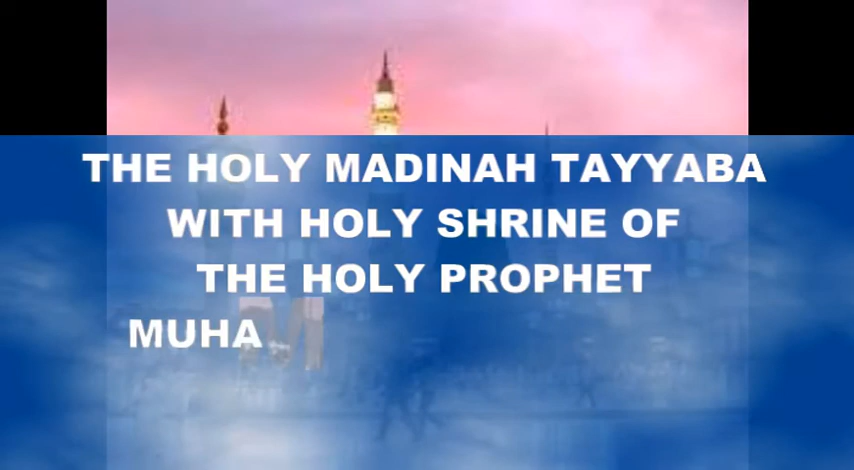 THE HOLY MADINAH TAYYABA
WITH HOLY SHRINE OF
THE HOLY PROPHET
MUHA